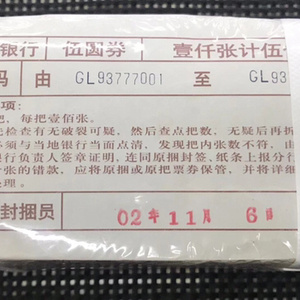 银行 伍圆券 壹仟张计伍
码 由 GL93777001 至 GL93
项:
把，每把壹佰张。
先检查有无破裂可疑，然后查点把数，无疑后再拆
必须与当地银行当面点清，发现把内张数不符，由
银行负责人签章证明。连同原捆封签，纸条上报分行
张的错款，应将原捆或原把票券保管，并将详细
处理。
封捆员 02年11月6日